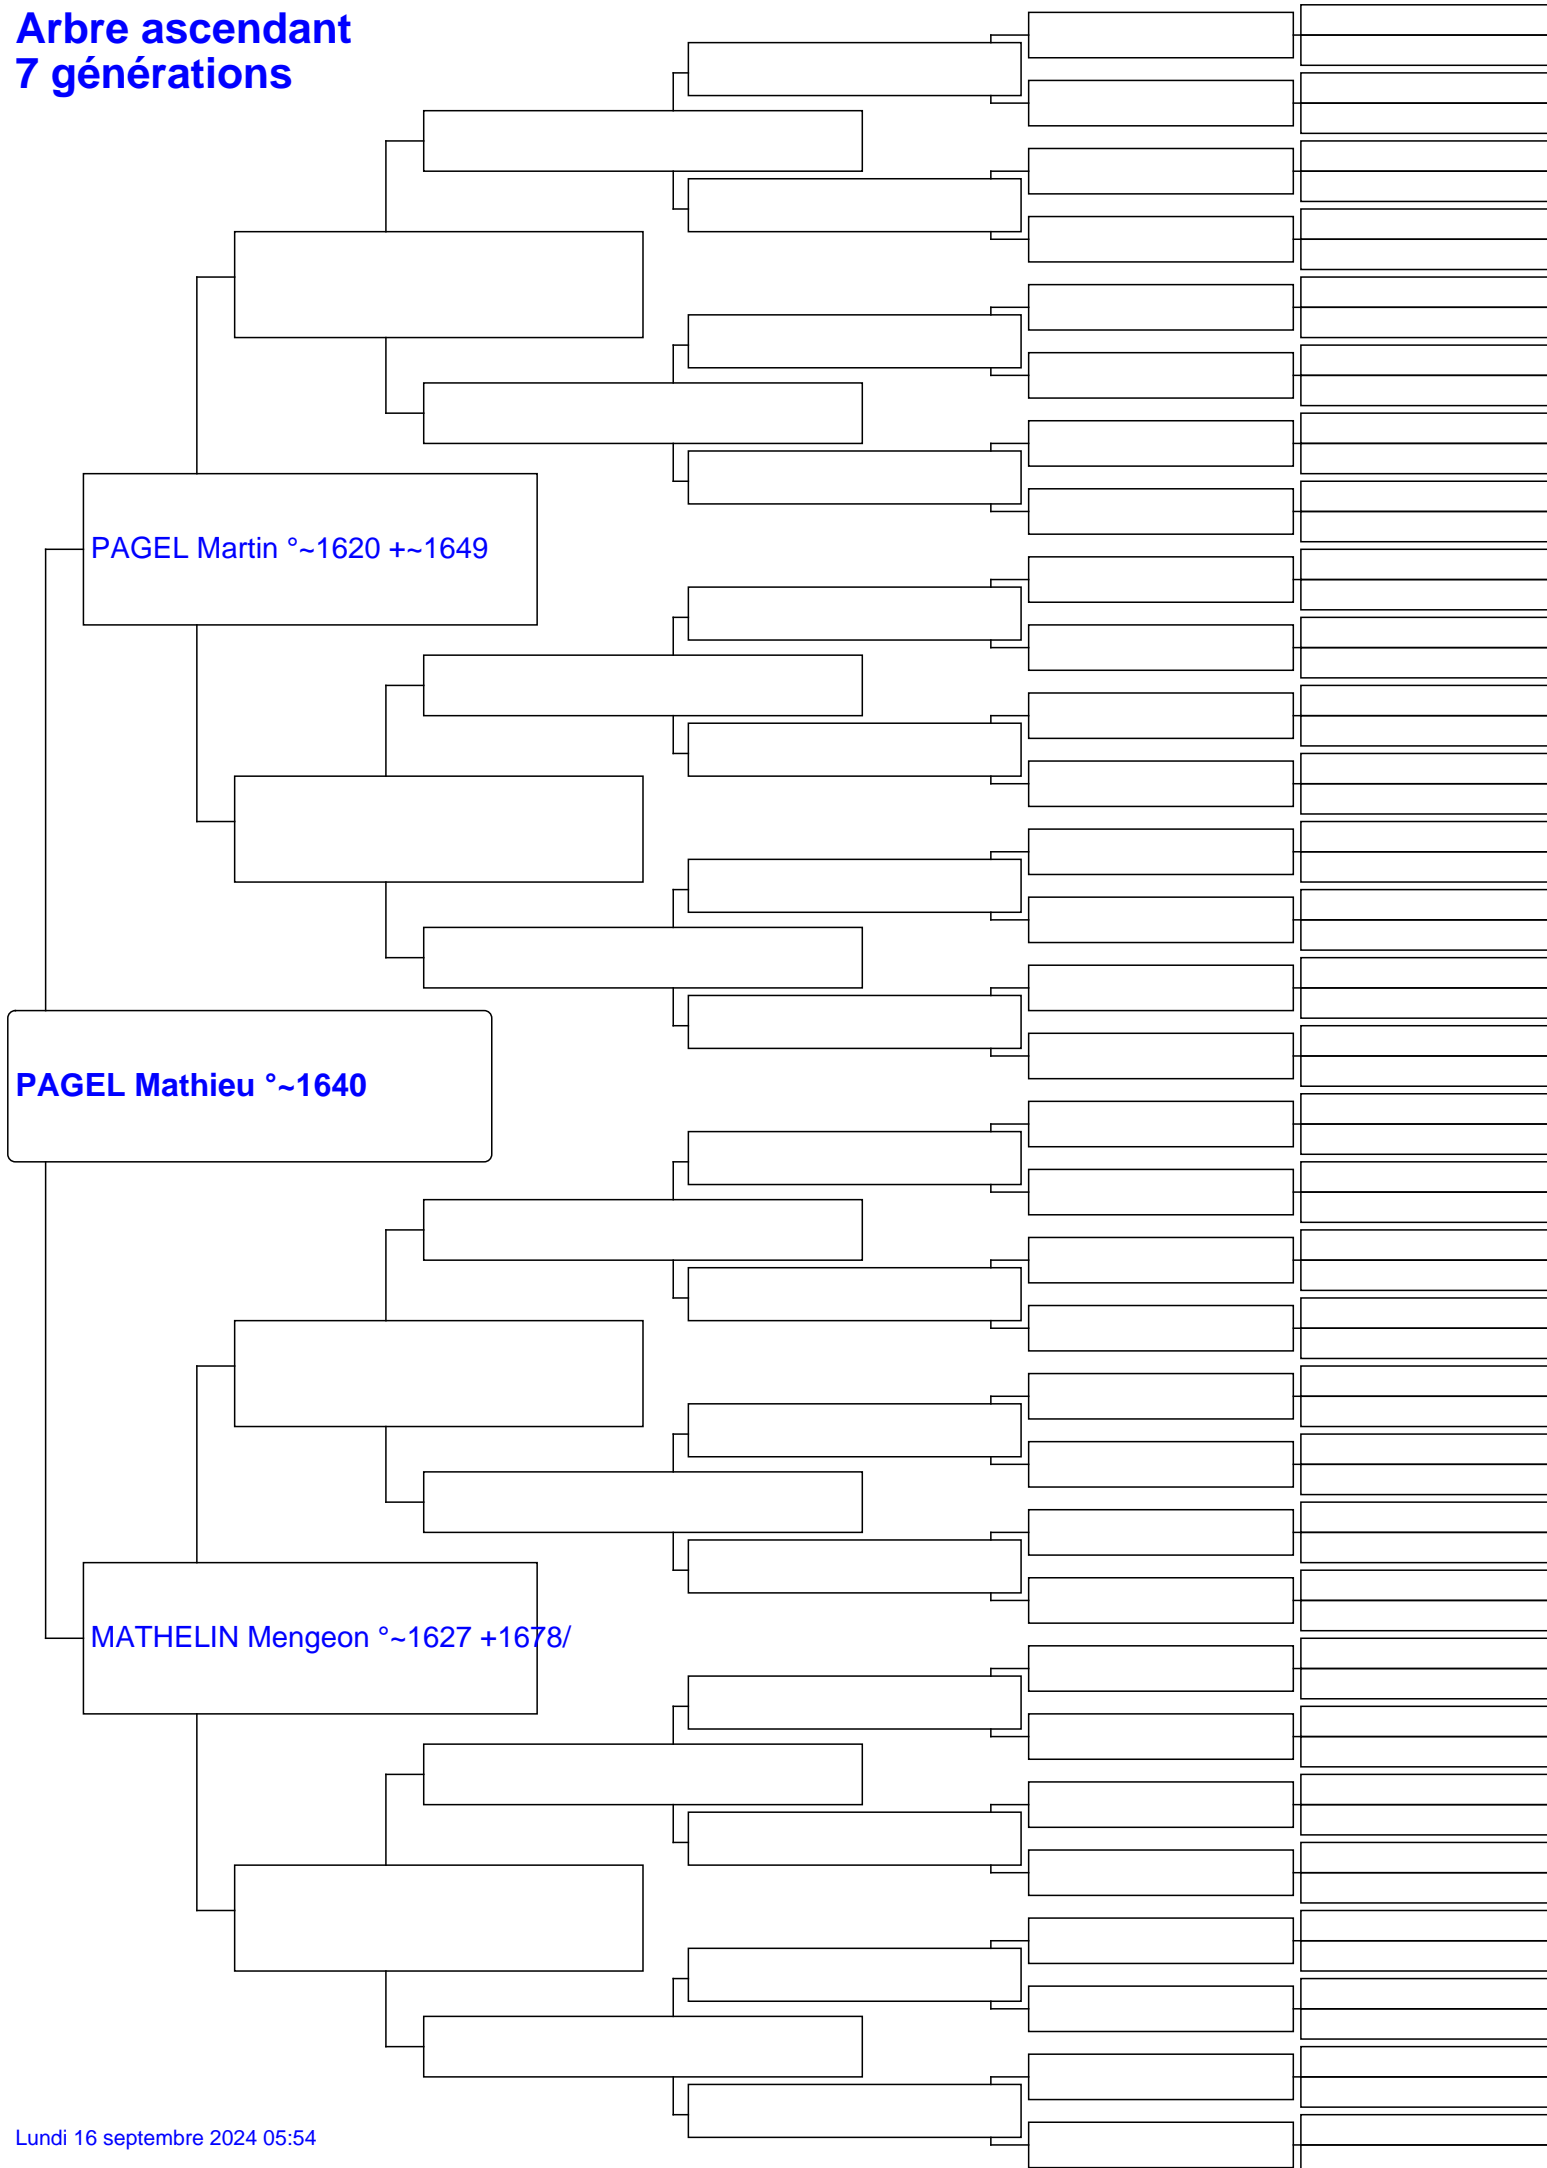 Arbre ascendant
7 générations
PAGEL Martin °~1620 +~1649
PAGEL Mathieu °~1640
MATHELIN Mengeon °~1627 +1678/
Lundi 16 septembre 2024 05:54